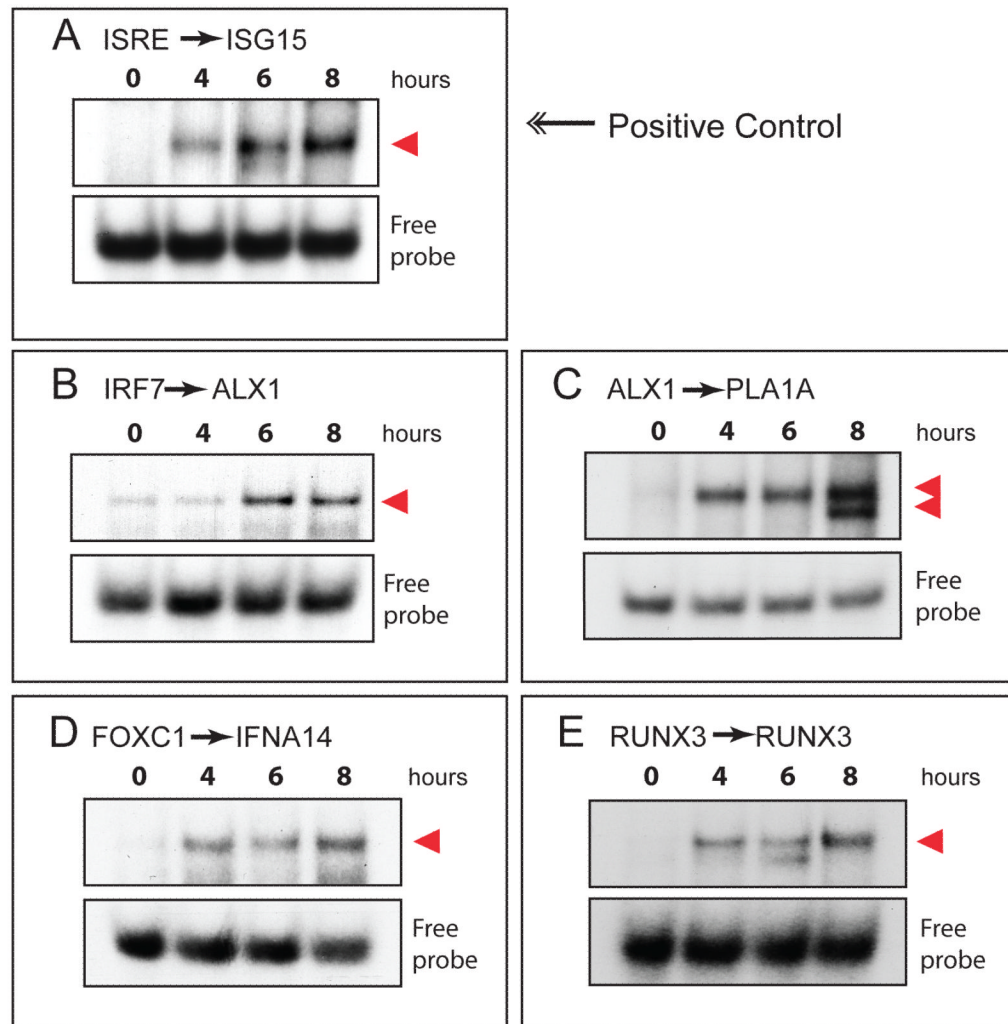 A ISRE → ISG15
0 4 6 8 hours
Free
probe
Positive Control
B IRF7 → ALX1
0 4 6 8 hours
Free
probe
C ALX1 → PLA1A
0 4 6 8 hours
Free
probe
D FOXC1 → IFNA14
0 4 6 8 hours
Free
probe
E RUNX3 → RUNX3
0 4 6 8 hours
Free
probe